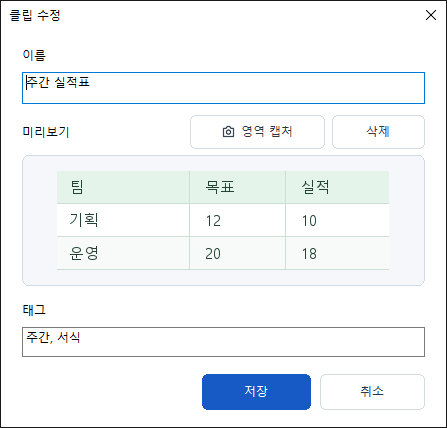 클립 수정
이름
주간 실적표
미리보기 영역 캡처 삭제
팀 목표 실적
기획 12 10
운영 20 18
태그
주간, 서식
저장 취소